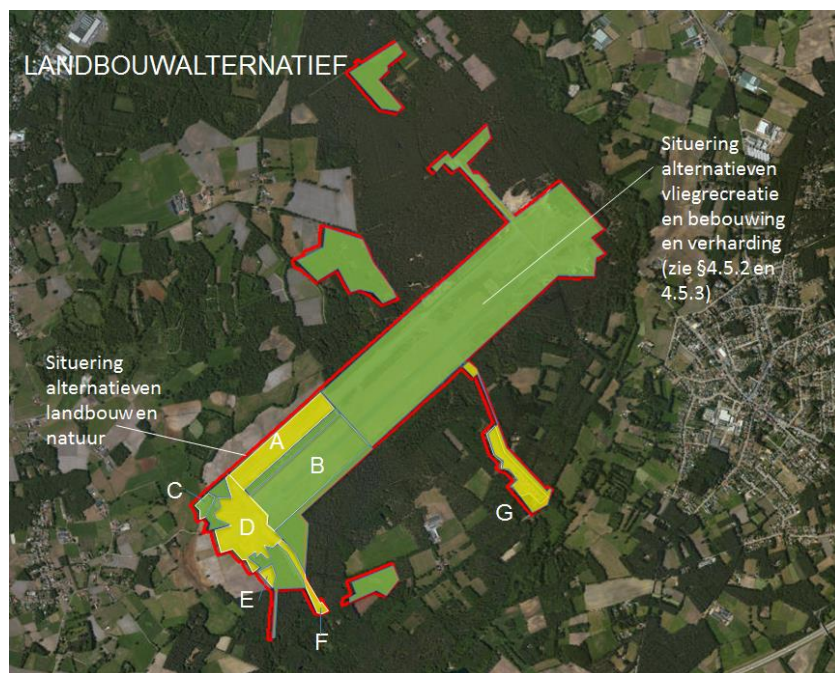 LANDBOUWALTERNATIEF
Situering
alternatieven
vliegrecreatie
en bebouwing
en verharding
(zie §4.5.2 en
4.5.3)
Situering
alternatieven
landbouw en
natuur
A
B
C
D
G
E
F